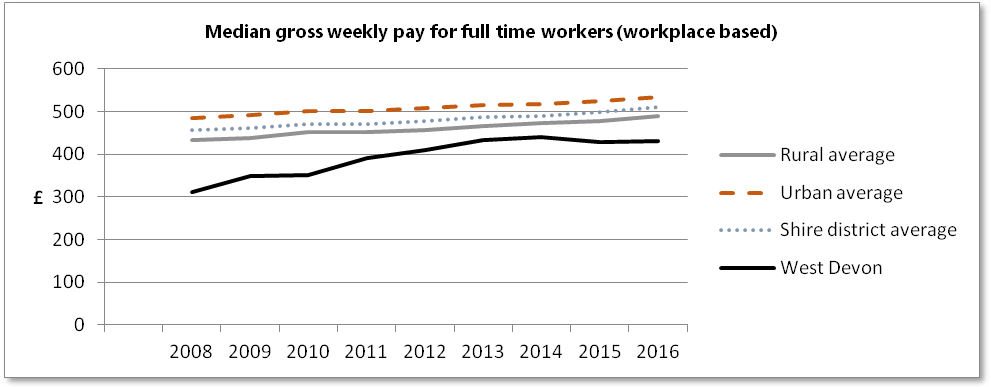 Median gross weekly pay for full time workers (workplace based)
600
500
400
300
200
100
0
£
2008 2009 2010 2011 2012 2013 2014 2015 2016
Rural average
Urban average
Shire district average
West Devon